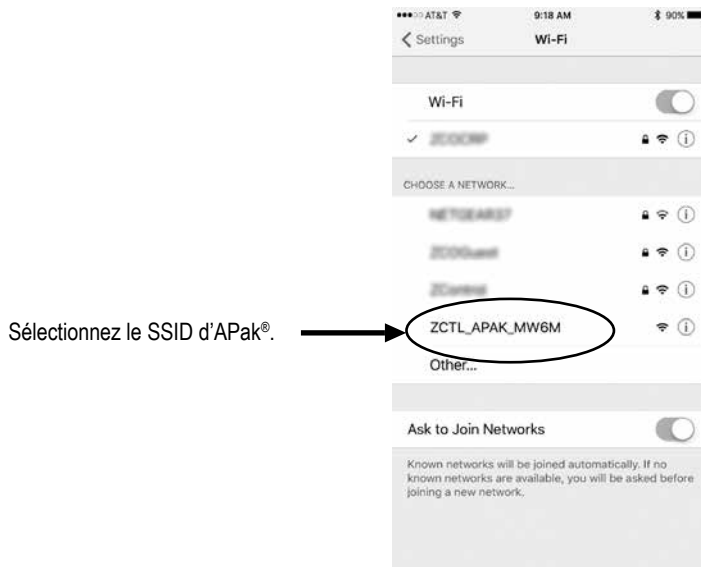 AT&T
9:18 AM
90%
Settings
Wi-Fi
Wi-Fi
CHOOSE A NETWORK...
Sélectionnez le SSID d’APak®.
ZCTL_APAK_MW6M
Other...
Ask to Join Networks
Known networks will be joined automatically. If no
known networks are available, you will be asked before
joining a new network.